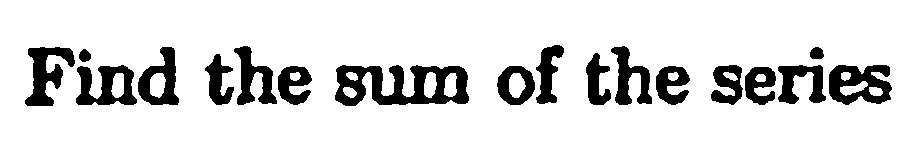 Find the sum of the series